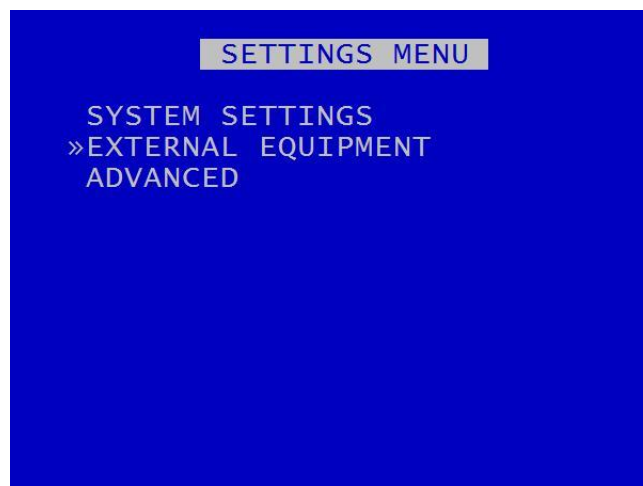 SETTINGS MENU
SYSTEM SETTINGS
»EXTERNAL EQUIPMENT
ADVANCED